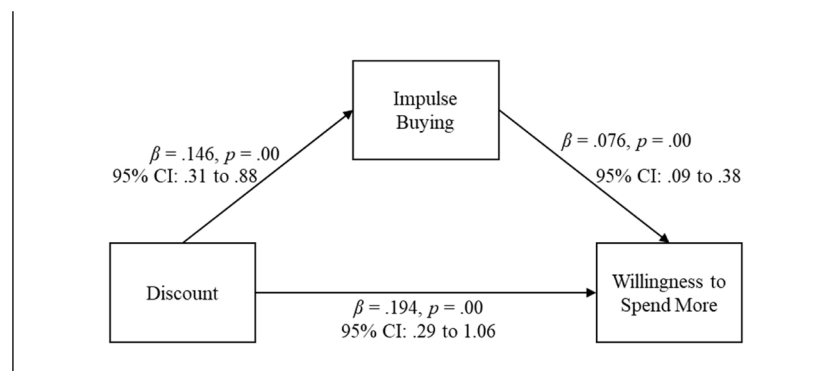 Impulse
Buying
β = .146, p = .00
95% CI: .31 to .88
β = .076, p = .00
95% CI: .09 to .38
Discount
Willingness to
Spend More
β = .194, p = .00
95% CI: .29 to 1.06